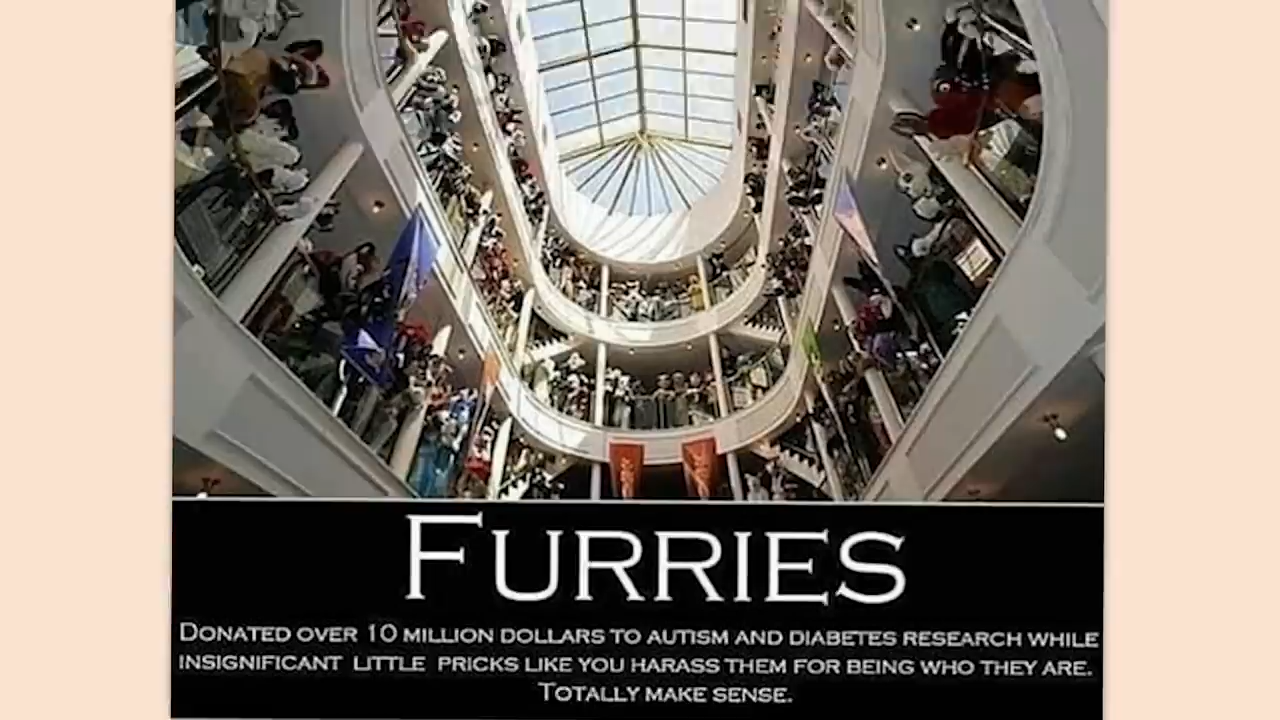 FURRIES
DONATED OVER 10 MILLION DOLLARS TO AUTISM AND DIABETES RESEARCH WHILE
INSIGNIFICANT LITTLE PRICKS LIKE YOU HARASS THEM FOR BEING WHO THEY ARE.
TOTALLY MAKE SENSE.